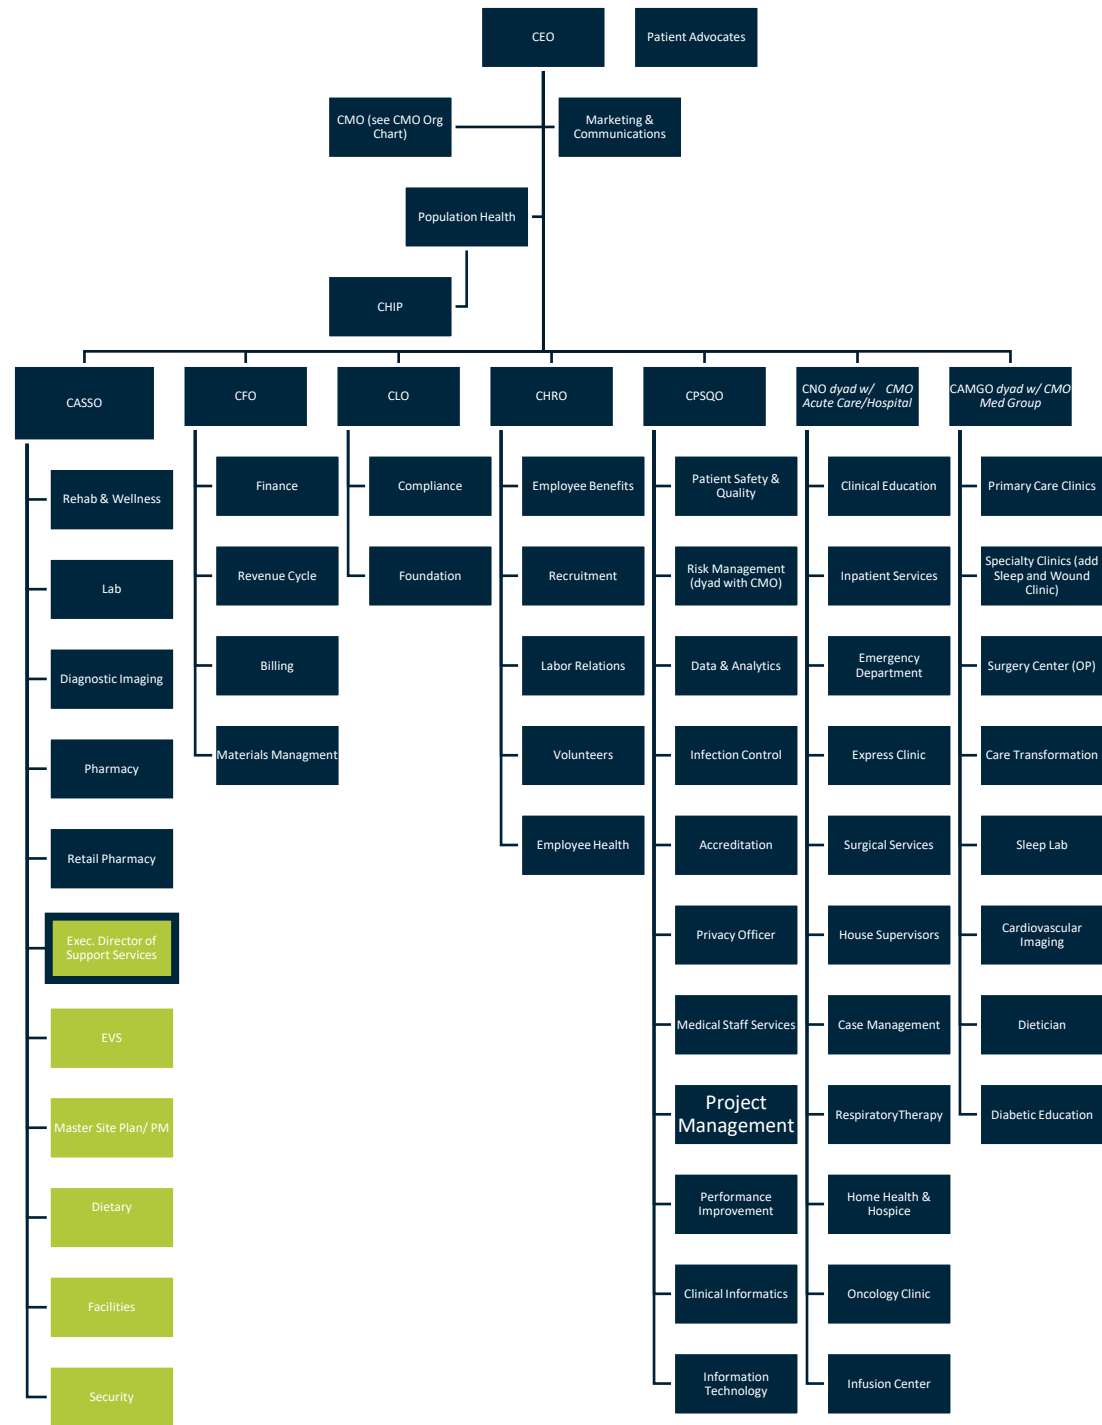 CEO
Patient Advocates
CMO (see CMO Org
Chart)
Marketing &
Communications
Population Health
CHIP
CASSO
Rehab & Wellness
Lab
Diagnostic Imaging
Pharmacy
Retail Pharmacy
Exec. Director of
Support Services
EVS
Master Site Plan/ PM
Dietary
Facilities
Security
CFO
Finance
Revenue Cycle
Billing
Materials Managment
CLO
Compliance
Foundation
CHRO
Employee Benefits
Recruitment
Labor Relations
Volunteers
Employee Health
CPSQO
Patient Safety &
Quality
Risk Management
(dyad with CMO)
Data & Analytics
Infection Control
Accreditation
Privacy Officer
Medical Staff Services
Project
Management
Performance
Improvement
Clinical Informatics
Information
Technology
CNO dyad w/ CMO
Acute Care/Hospital
Clinical Education
Inpatient Services
Emergency
Department
Express Clinic
Surgical Services
House Supervisors
Case Management
RespiratoryTherapy
Home Health &
Hospice
Oncology Clinic
Infusion Center
CAMGO dyad w/ CMO
Med Group
Primary Care Clinics
Specialty Clinics (add
Sleep and Wound
Clinic)
Surgery Center (OP)
Care Transformation
Sleep Lab
Cardiovascular
Imaging
Dietician
Diabetic Education